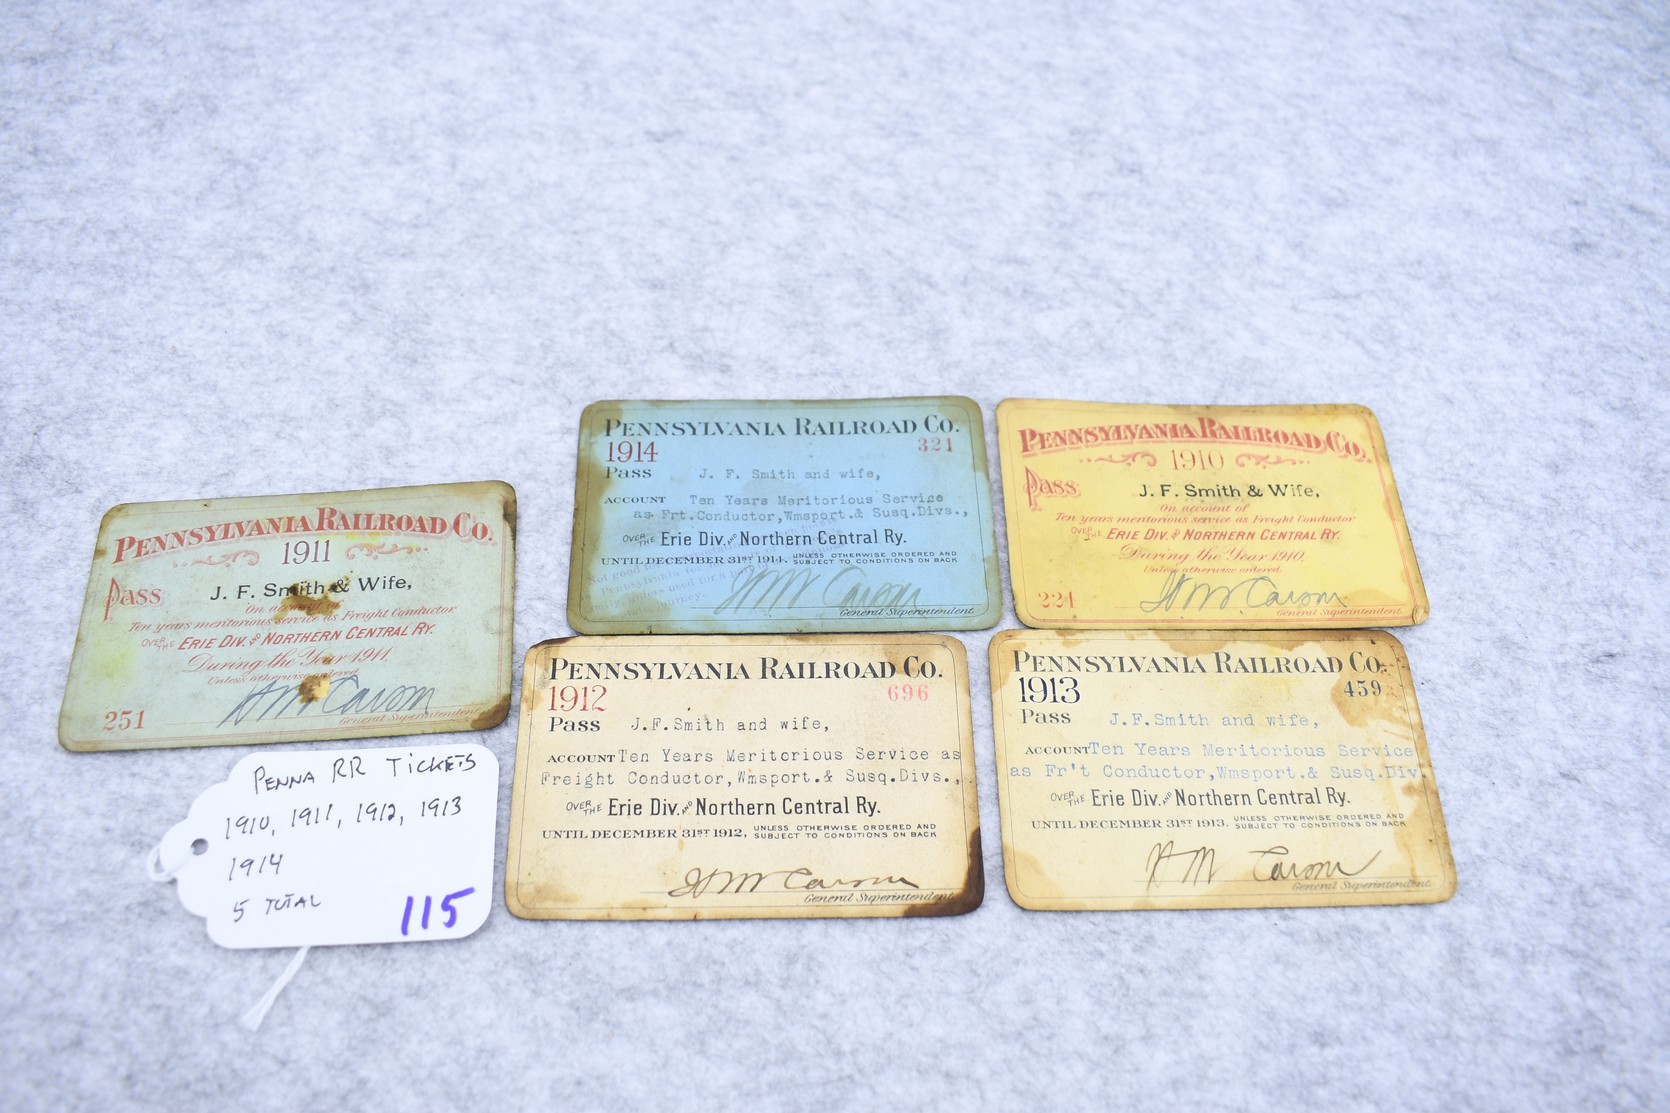 PENNSYLVANIA RAILROAD CO.
1911
Pass J. F. Smith & Wife,
On account of
Ten years meritorious service as Freight Conductor
OVER THE ERIE DIV. AND NORTHERN CENTRAL RY.
During the Year 1911.
Unless otherwise ordered.
251
General Superintendent.
PENNA RR TICKETS
1910, 1911, 1912, 1913
1914
5 TOTAL
115
PENNSYLVANIA RAILROAD CO.
1914 321
Pass J. F. Smith and wife,
ACCOUNT Ten Years Meritorious Service
as Frt.Conductor,Wmsport.& Susq.Divs.,
OVER THE Erie Div. AND Northern Central Ry.
UNTIL DECEMBER 31ST 1914, UNLESS OTHERWISE ORDERED AND
SUBJECT TO CONDITIONS ON BACK
General Superintendent.
PENNSYLVANIA RAILROAD CO.
1910
Pass J. F. Smith & Wife,
On account of
Ten years meritorious service as Freight Conductor
OVER THE ERIE DIV. AND NORTHERN CENTRAL RY.
During the Year 1910.
Unless otherwise ordered.
221
General Superintendent.
PENNSYLVANIA RAILROAD CO.
1912 696
Pass J.F.Smith and wife,
ACCOUNT Ten Years Meritorious Service as
Freight Conductor,Wmsport.& Susq.Divs.,
OVER THE Erie Div. AND Northern Central Ry.
UNTIL DECEMBER 31ST 1912, UNLESS OTHERWISE ORDERED AND
SUBJECT TO CONDITIONS ON BACK
General Superintendent.
PENNSYLVANIA RAILROAD CO.
1913 459
Pass J.F.Smith and wife,
ACCOUNT Ten Years Meritorious Service
as Fr't Conductor,Wmsport.& Susq.Div.
OVER THE Erie Div. AND Northern Central Ry.
UNTIL DECEMBER 31ST 1913, UNLESS OTHERWISE ORDERED AND
SUBJECT TO CONDITIONS ON BACK
General Superintendent.